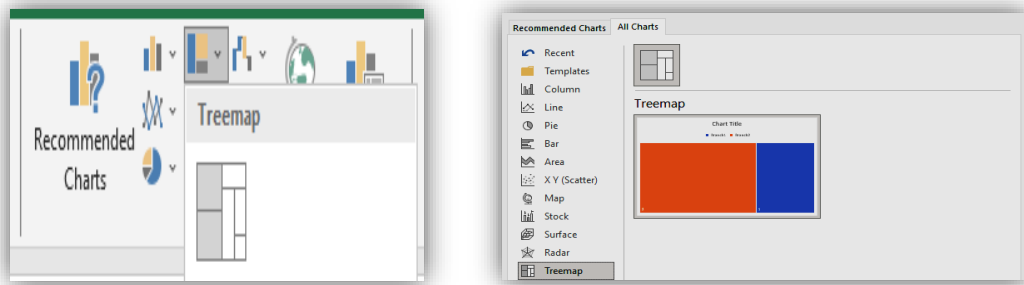 Recommended
Charts
Treemap
Recommended Charts
All Charts
Recent
Templates
Column
Line
Pie
Bar
Area
X Y (Scatter)
Map
Stock
Surface
Radar
Treemap
Treemap
Chart Title